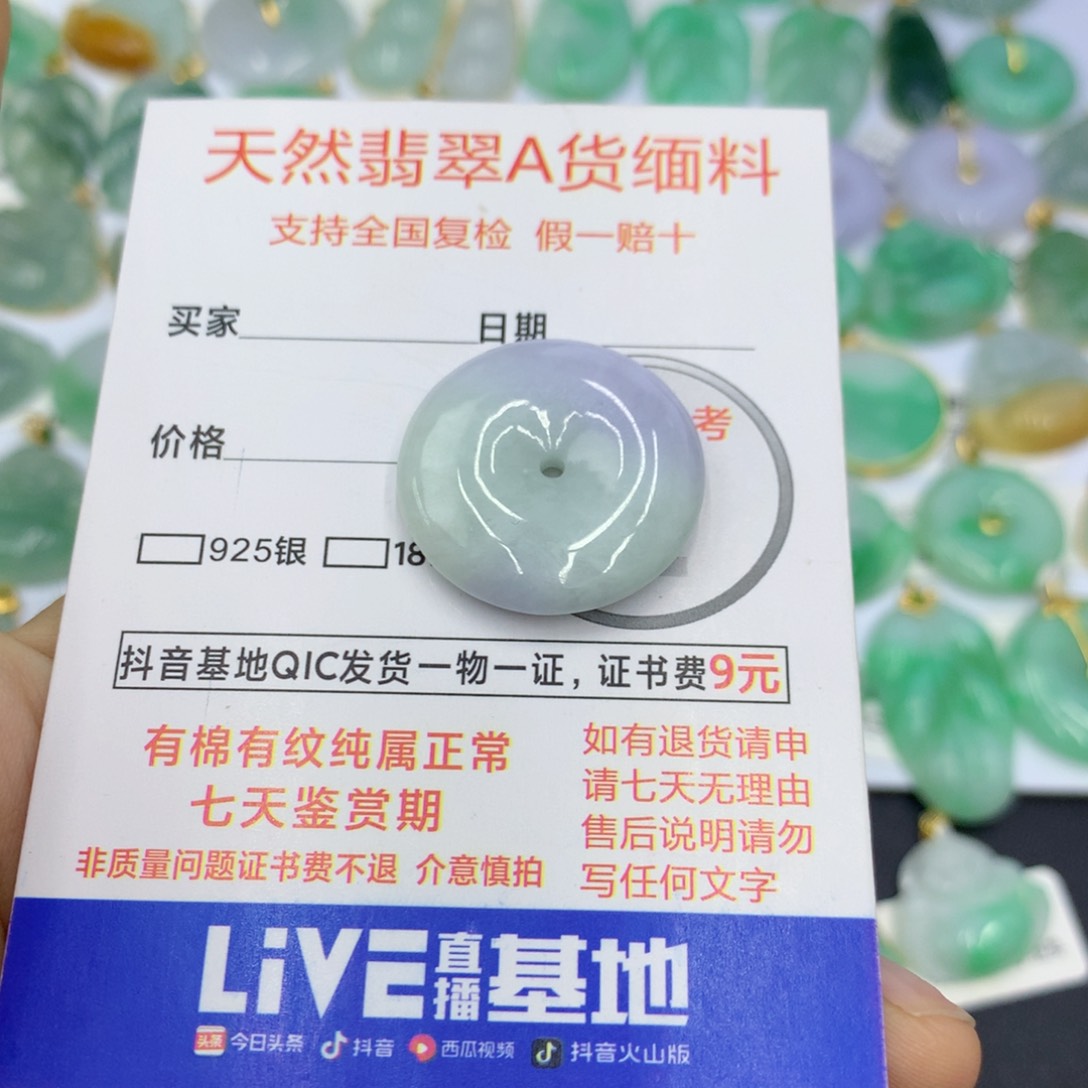 天然翡翠A货缅料
支持全国复检 假一赔十
买家 日期
考
价格
925银 18
抖音基地QIC发货一物一证，证书费9元
有棉有纹纯属正常
七天鉴赏期
非质量问题证书费不退 介意慎拍
如有退货请申
请七天无理由
售后说明请勿
写任何文字
LiVE直播基地
头条 今日头条 抖音 西瓜视频 抖音火山版